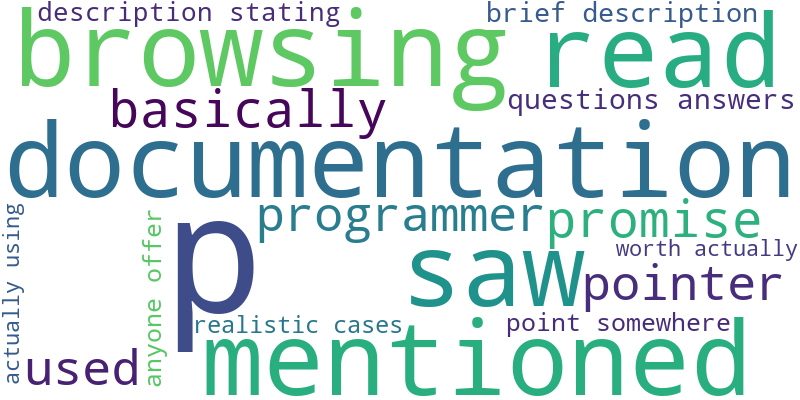 description stating
brief description
browsing
read
basically
questions answers
documentation
p
programmer
promise
saw
worth actually
pointer
actually using
anyone offer
realistic cases
point somewhere
used
mentioned